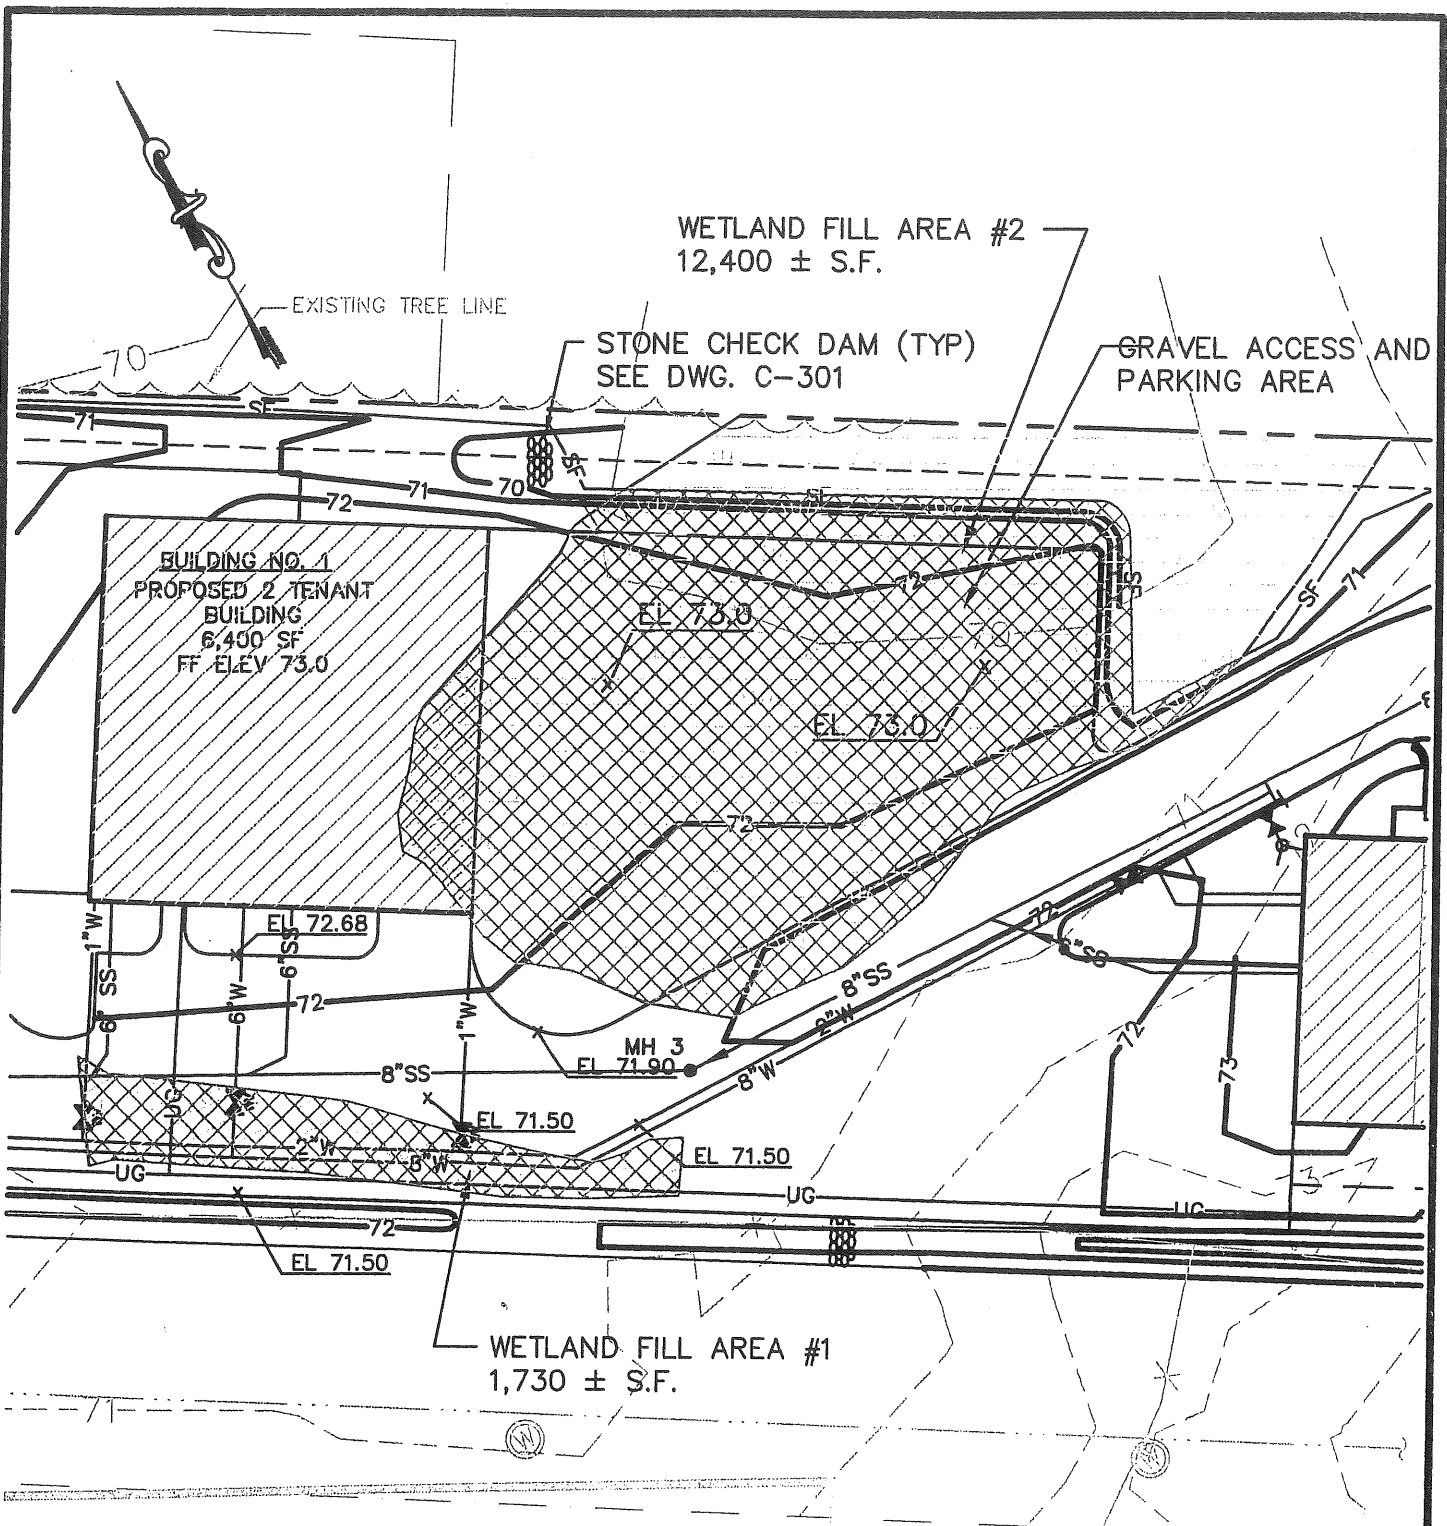 WETLAND FILL AREA #2
12,400 ± S.F.
EXISTING TREE LINE
70
STONE CHECK DAM (TYP)
SEE DWG. C-301
GRAVEL ACCESS AND
PARKING AREA
SF
71
SF
70
71
72
SF
BUILDING NO. 1
PROPOSED 2 TENANT
BUILDING
6,400 SF
FF ELEV 73.0
72
EL 73.0
SF
71
EL 73.0
72
EL 72.68
1"W
6"SS
6"SS
6"W
1"W
72
72
6"SS
8"SS
2"W
8"W
MH 3
EL 71.90
8"SS
72
73
UG
EL 71.50
2"W
8"W
EL 71.50
UG
UG
UG
72
EL 71.50
WETLAND FILL AREA #1
1,730 ± S.F.
71
W